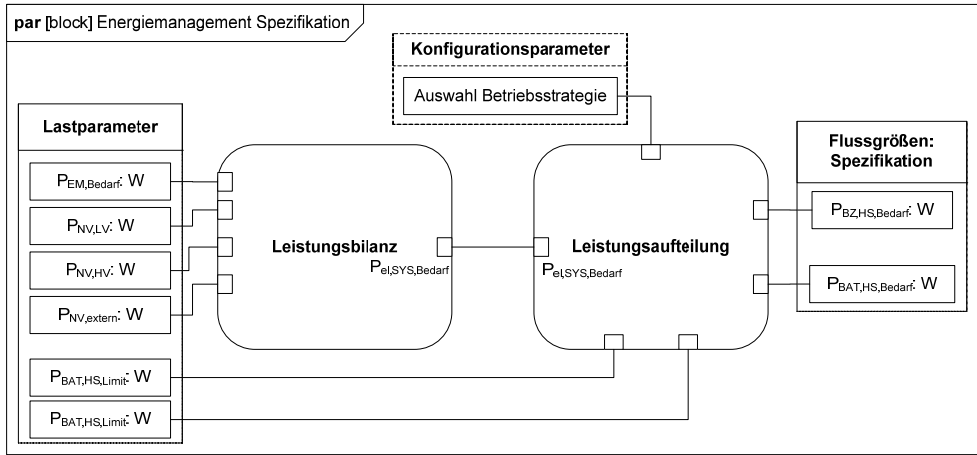 par [block] Energiemanagement Spezifikation
Konfigurationsparameter
Auswahl Betriebsstrategie
Lastparameter
P_EM,Bedarf: W
P_NV,LV: W
P_NV,HV: W
P_NV,extern: W
P_BAT,HS,Limit: W
P_BAT,HS,Limit: W
Leistungsbilanz
P_el,SYS,Bedarf
Leistungsaufteilung
P_el,SYS,Bedarf
Flussgrößen:
Spezifikation
P_BZ,HS,Bedarf: W
P_BAT,HS,Bedarf: W